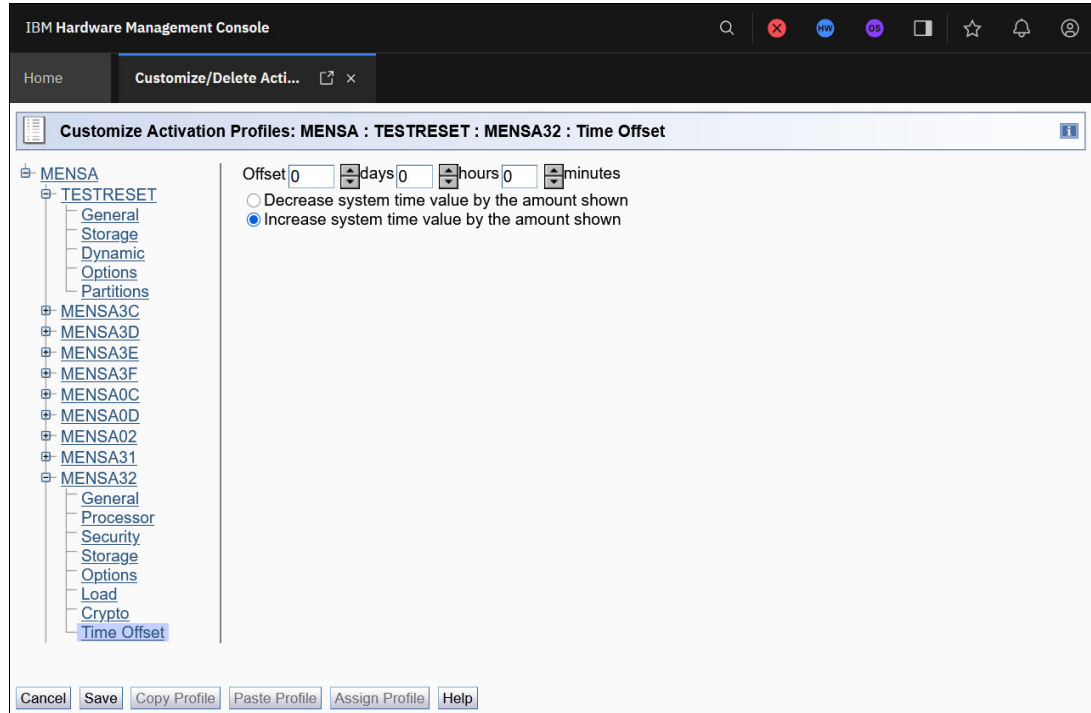 IBM Hardware Management Console
HW
OS
Home
Customize/Delete Acti...
Customize Activation Profiles: MENSA : TESTRESET : MENSA32 : Time Offset
i
MENSA
TESTRESET
General
Storage
Dynamic
Options
Partitions
MENSA3C
MENSA3D
MENSA3E
MENSA3F
MENSA0C
MENSA0D
MENSA02
MENSA31
MENSA32
General
Processor
Security
Storage
Options
Load
Crypto
Time Offset
Offset 0 days 0 hours 0 minutes
Decrease system time value by the amount shown
Increase system time value by the amount shown
Cancel Save Copy Profile Paste Profile Assign Profile Help